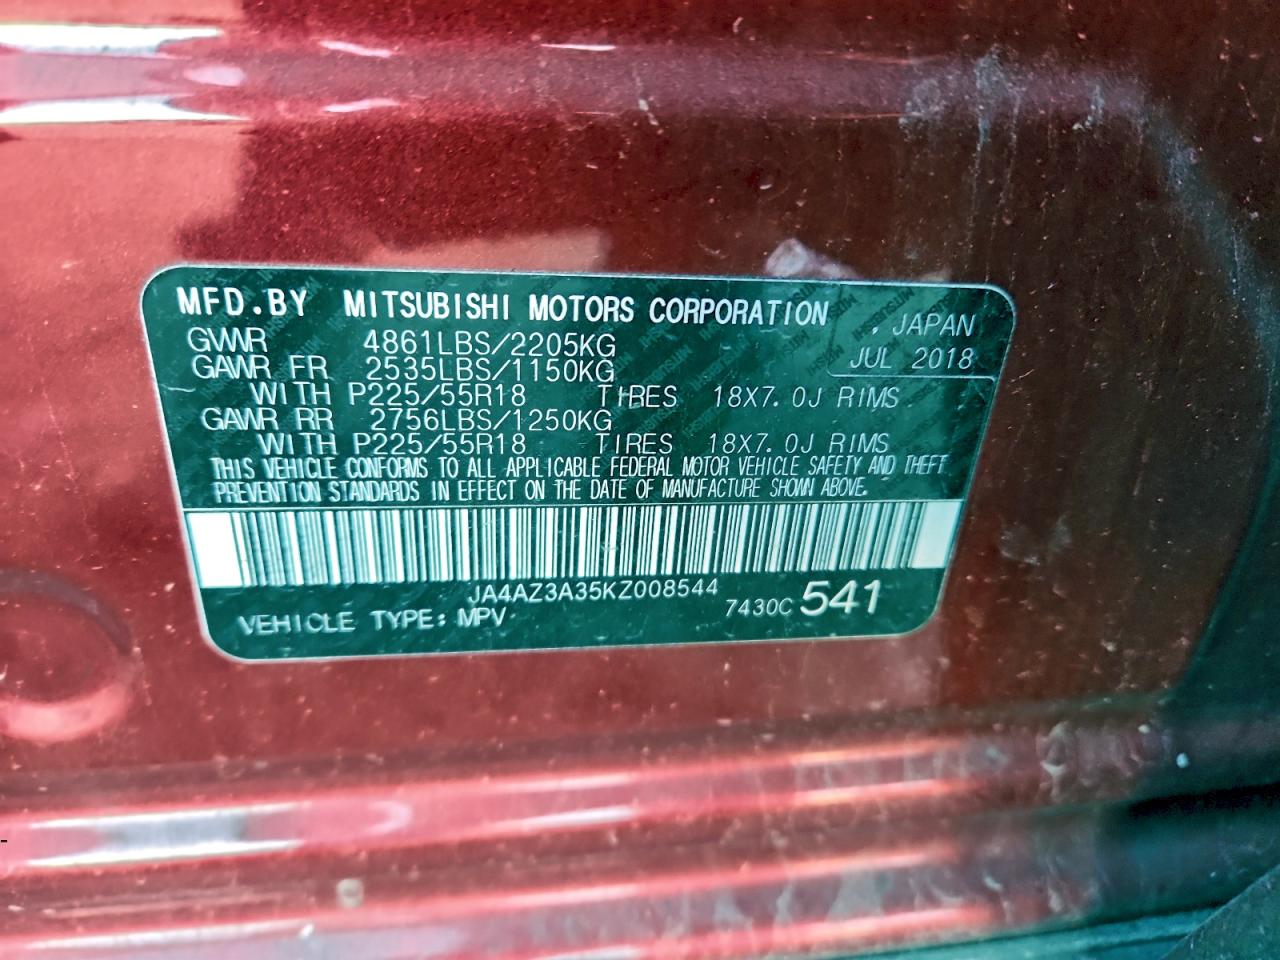 MFD.BY MITSUBISHI MOTORS CORPORATION
. JAPAN
GVWR 4861LBS/2205KG
JUL 2018
GAWR FR 2535LBS/1150KG
WITH P225/55R18 TIRES 18X7.0J RIMS
GAWR RR 2756LBS/1250KG
WITH P225/55R18 TIRES 18X7.0J RIMS
THIS VEHICLE CONFORMS TO ALL APPLICABLE FEDERAL MOTOR VEHICLE SAFETY AND THEFT
PREVENTION STANDARDS IN EFFECT ON THE DATE OF MANUFACTURE SHOWN ABOVE.
JA4AZ3A35KZ008544
VEHICLE TYPE: MPV 7430C 541